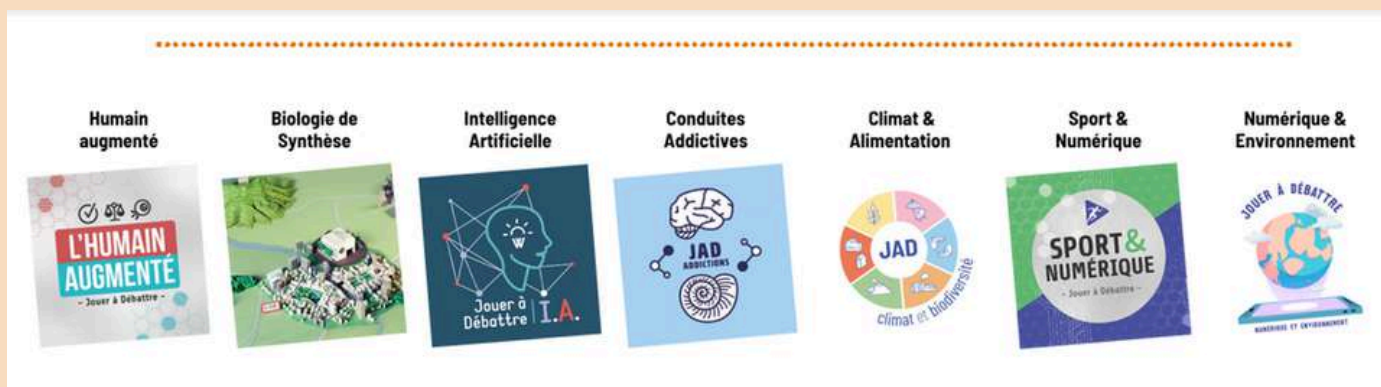 Humain
augmenté
Biologie de
Synthèse
Intelligence
Artificielle
Conduites
Addictives
Climat &
Alimentation
Sport &
Numérique
Numérique &
Environnement
L'HUMAIN
AUGMENTÉ
- Jouer à Débattre -
W
Jouer à
Débattre I.A.
JAD
ADDICTIONS
JAD
climat et biodiversité
SPORT&
NUMÉRIQUE
- Jouer à Débattre -
JOUER À DÉBATTRE
NUMÉRIQUE ET ENVIRONNEMENT